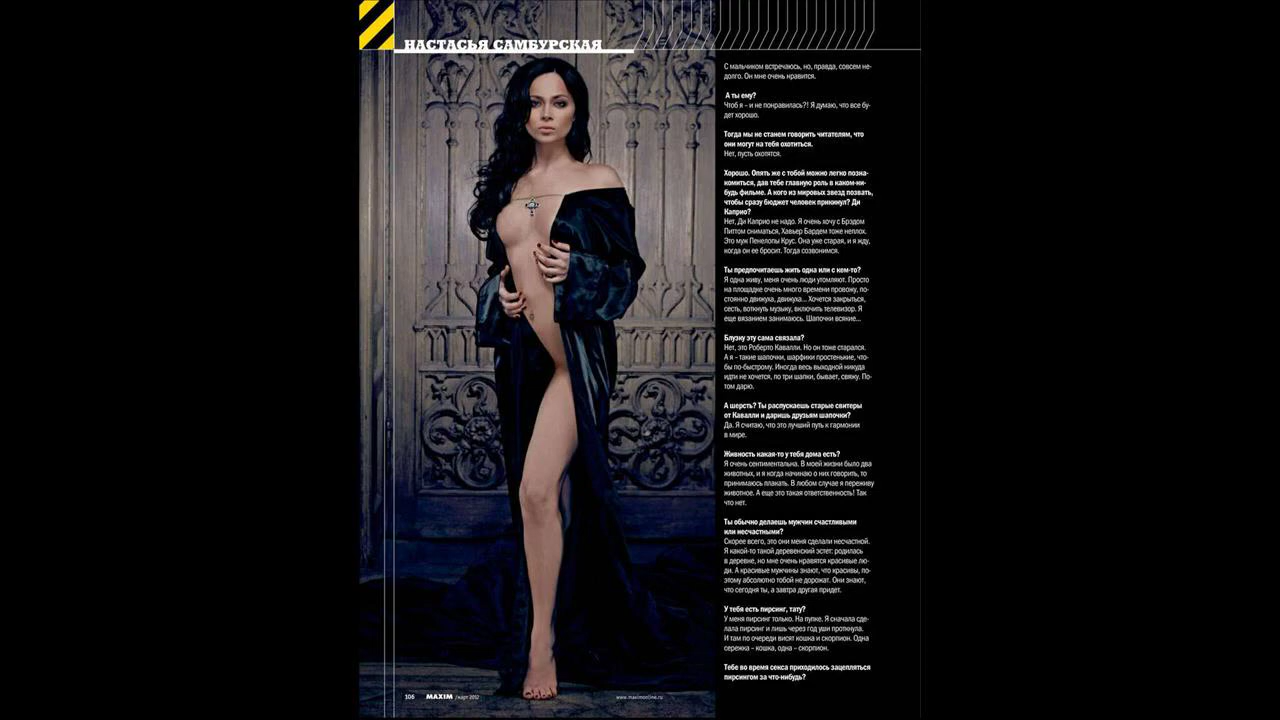 НАСТАСЬЯ САМБУРСКАЯ
С мальчиком встречаюсь, но, правда, совсем не-
долго. Он мне очень нравится.
А ты ему?
Чтоб я – и не понравилась?! Я думаю, что все бу-
дет хорошо.
Тогда мы не станем говорить читателям, что
они могут на тебя охотиться.
Нет, пусть охотятся.
Хорошо. Опять же с тобой можно легко позна-
комиться, дав тебе главную роль в каком-ни-
будь фильме. А кого из мировых звезд позвать,
чтобы сразу бюджет человек прикинул? Ди
Каприо?
Нет, Ди Каприо не надо. Я очень хочу с Брэдом
Питтом сниматься, Хавьер Бардем тоже неплох.
Это муж Пенелопы Крус. Она уже старая, и я жду,
когда он ее бросит. Тогда созвонимся.
Ты предпочитаешь жить одна или с кем-то?
Я одна живу, меня очень люди утомляют. Просто
на площадке очень много времени провожу, по-
стоянно движуха, движуха... Хочется закрыться,
сесть, воткнуть музыку, включить телевизор. Я
еще вязанием занимаюсь. Шапочки всякие...
Блузку эту сама связала?
Нет, это Роберто Кавалли. Но он тоже старался.
А я – такие шапочки, шарфики простенькие, что-
бы по-быстрому. Иногда весь выходной никуда
идти не хочется, по три шапки, бывает, свяжу. По-
том дарю.
А шерсть? Ты распускаешь старые свитеры
от Кавалли и даришь друзьям шапочки?
Да. Я считаю, что это лучший путь к гармонии
в мире.
Живность какая-то у тебя дома есть?
Я очень сентиментальна. В моей жизни было два
животных, и я когда начинаю о них говорить, то
принимаюсь плакать. В любом случае я переживу
животное. А еще это такая ответственность! Так
что нет.
Ты обычно делаешь мужчин счастливыми
или несчастными?
Скорее всего, это они меня сделали несчастной.
Я какой-то такой деревенский эстет: родилась
в деревне, но мне очень нравятся красивые лю-
ди. А красивые мужчины знают, что красивы, по-
этому абсолютно тобой не дорожат. Они знают,
что сегодня ты, а завтра другая придет.
У тебя есть пирсинг, тату?
У меня пирсинг только. На пупке. Я сначала сде-
лала пирсинг и лишь через год уши проткнула.
И там по очереди висят кошка и скорпион. Одна
сережка – кошка, одна – скорпион.
Тебе во время секса приходилось зацепляться
пирсингом за что-нибудь?
106 MAXIM /март 2012
www.maximonline.ru